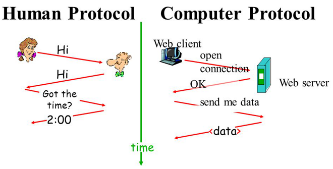 Human Protocol
Computer Protocol
Hi
Hi
Got the
time?
2:00
time
Web client
open
connection
Web server
OK
send me data
<data>